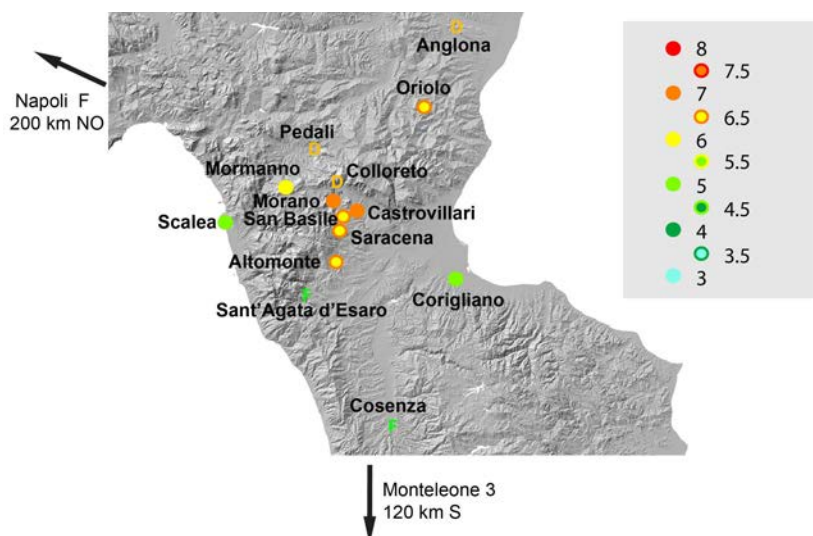 Anglona
D
Napoli F
200 km NO
Oriolo
Pedali
D
Mormanno
Colloreto
D
Morano
San Basile
Castrovillari
Scalea
Saracena
Altomonte
Corigliano
F
Sant'Agata d'Esaro
Cosenza
F
Monteleone 3
120 km S
8
7.5
7
6.5
6
5.5
5
4.5
4
3.5
3